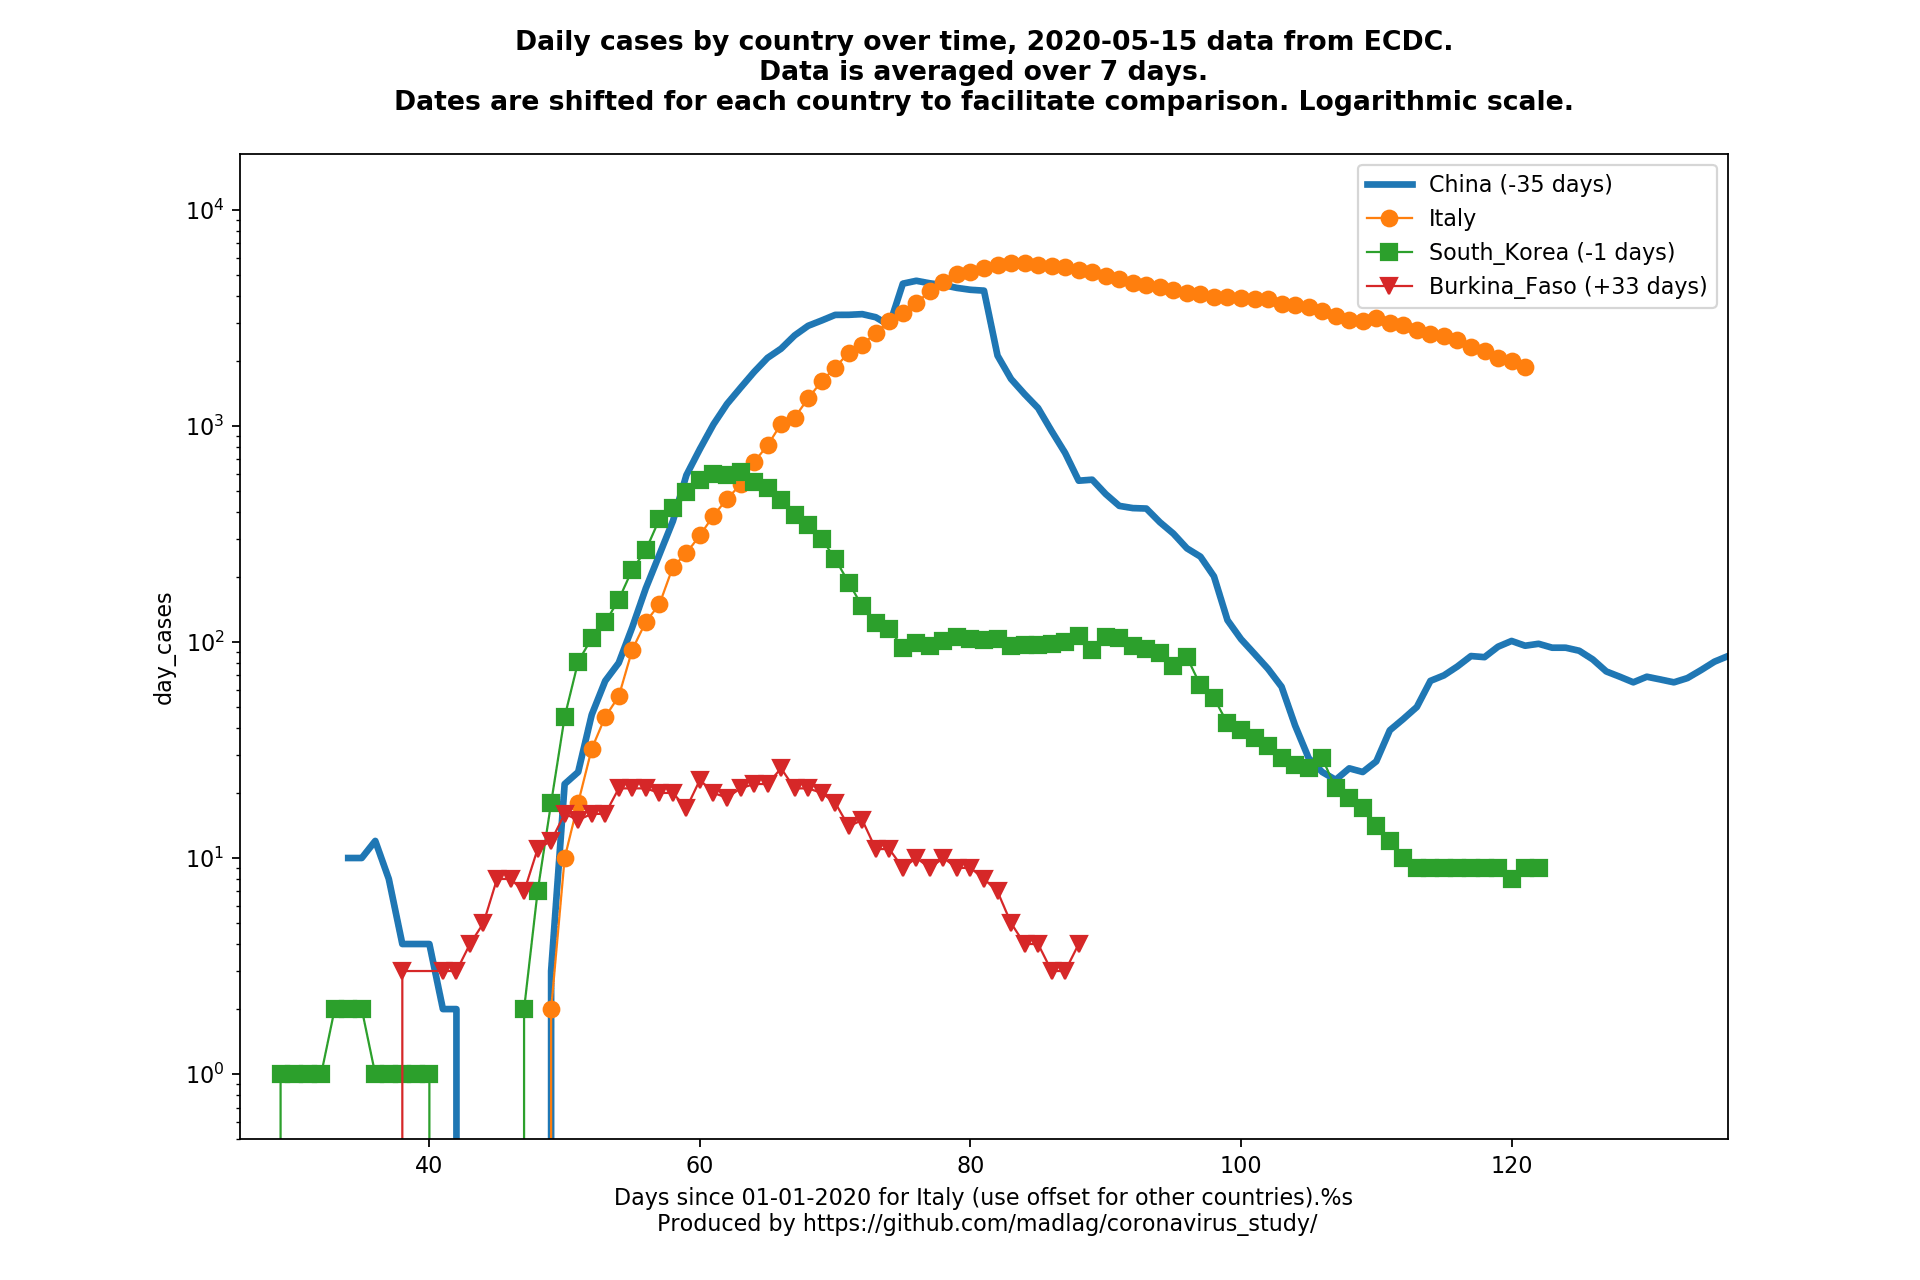 Daily cases by country over time, 2020-05-15 data from ECDC.
Data is averaged over 7 days.
Dates are shifted for each country to facilitate comparison. Logarithmic scale.
China (-35 days)
Italy
South_Korea (-1 days)
Burkina_Faso (+33 days)
day_cases
10⁴
10³
10²
10¹
10⁰
40 60 80 100 120
Days since 01-01-2020 for Italy (use offset for other countries).%s
Produced by https://github.com/madlag/coronavirus_study/